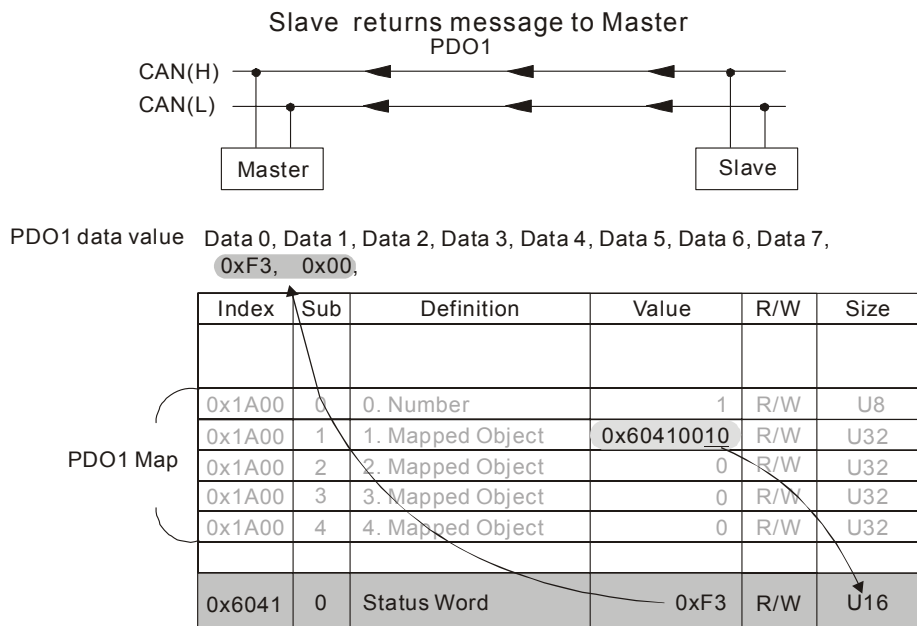 Slave returns message to Master
PDO1
CAN(H)
CAN(L)
Master
Slave
PDO1 data value Data 0, Data 1, Data 2, Data 3, Data 4, Data 5, Data 6, Data 7,
0xF3, 0x00,
Index Sub Definition Value R/W Size
0x1A00 0 0. Number 1 R/W U8
0x1A00 1 1. Mapped Object 0x60410010 R/W U32
PDO1 Map
0x1A00 2 2. Mapped Object 0 R/W U32
0x1A00 3 3. Mapped Object 0 R/W U32
0x1A00 4 4. Mapped Object 0 R/W U32
0x6041 0 Status Word 0xF3 R/W U16